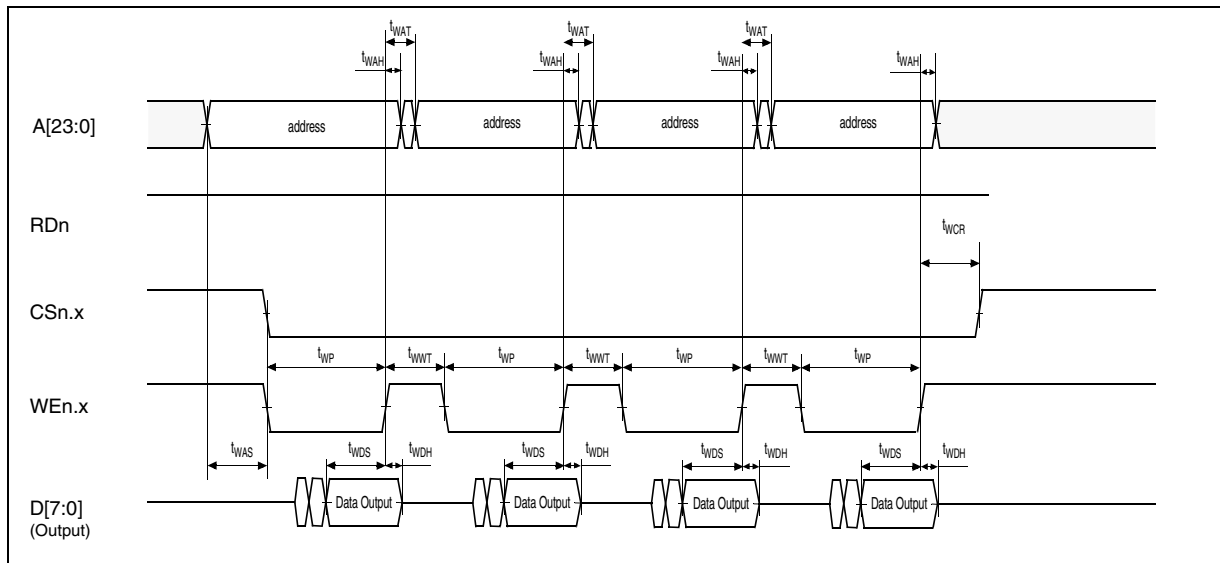 tWAT tWAT tWAT
tWAH tWAH tWAH tWAH
A[23:0] address address address address
RDn
tWCR
CSn.x
tWP tWWT tWP tWWT tWP tWWT tWP
WEn.x
tWAS tWDS tWDH tWDS tWDH tWDS tWDH tWDS tWDH
D[7:0] Data Output Data Output Data Output Data Output
(Output)